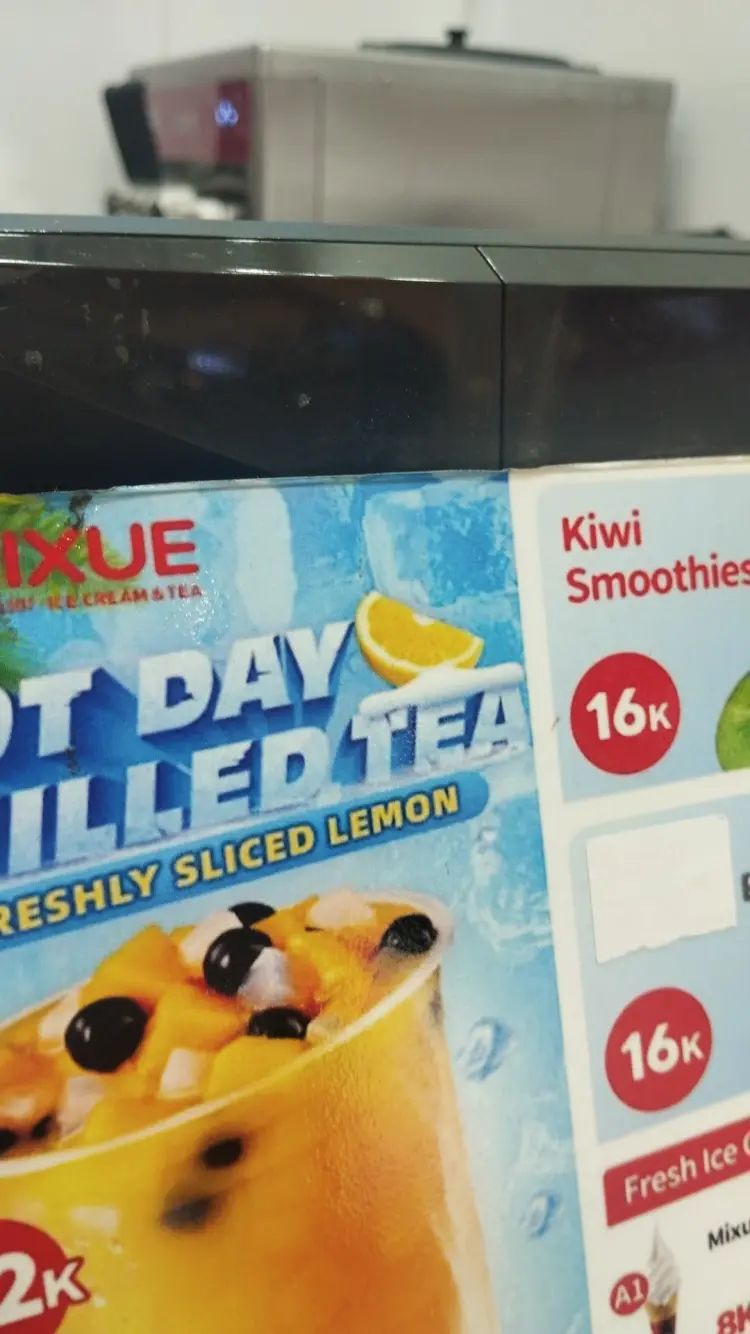 IXUE
ICE CREAM & TEA
OT DAY
ILLED TEA
RESHLY SLICED LEMON
2K
Kiwi
Smoothies
16K
16K
Fresh Ice
Mixu
A1
8K